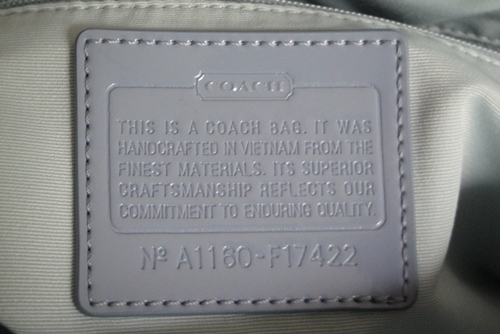 COACH
THIS IS A COACH BAG. IT WAS
HANDCRAFTED IN VIETNAM FROM THE
FINEST MATERIALS. ITS SUPERIOR
CRAFTSMANSHIP REFLECTS OUR
COMMITMENT TO ENDURING QUALITY.
Nº A1160-F17422